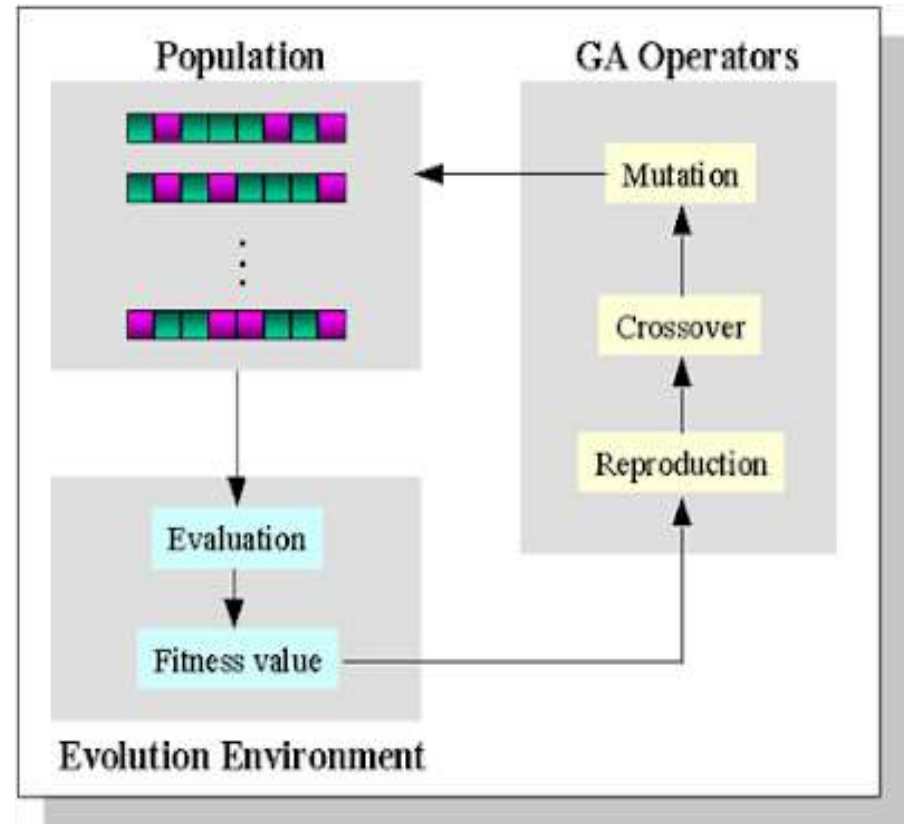 Population
GA Operators
Mutation
Crossover
Reproduction
Evaluation
Fitness value
Evolution Environment